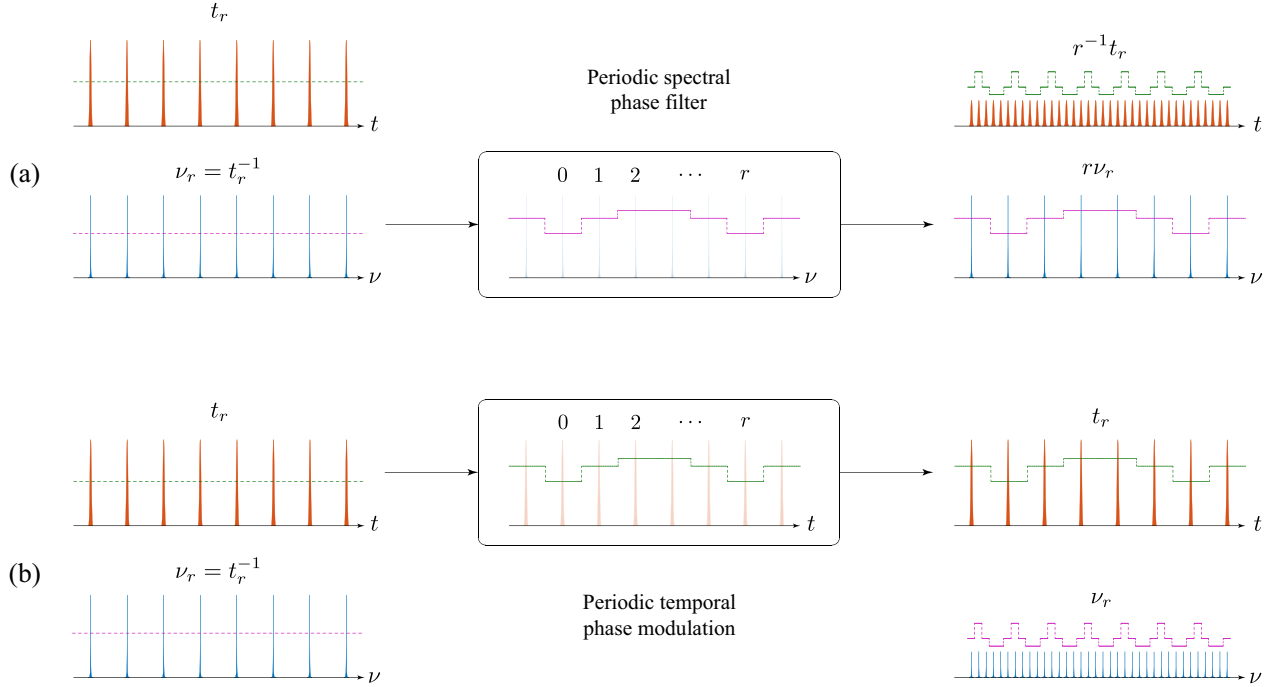 t_r
Periodic spectral
phase filter
r^{-1}t_r
t
t
(a)
ν_r = t_r^{-1}
0 1 2 ⋯ r
rν_r
ν
ν
ν
t_r
0 1 2 ⋯ r
t_r
t
t
t
(b)
ν_r = t_r^{-1}
Periodic temporal
phase modulation
ν_r
ν
ν